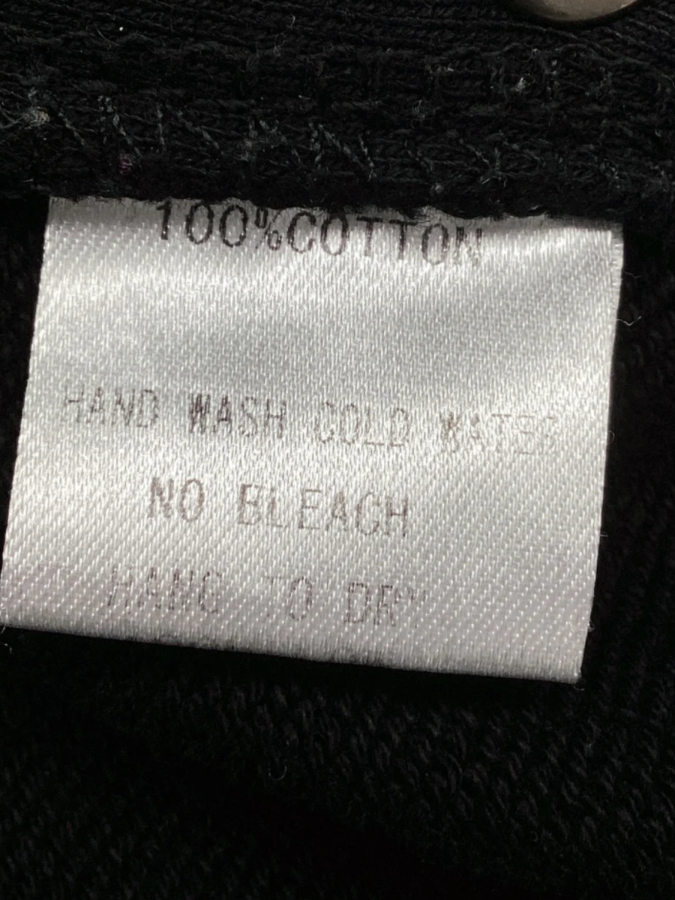 100%COTTON
HAND WASH COLD WATER
NO BLEACH
HANG TO DRY